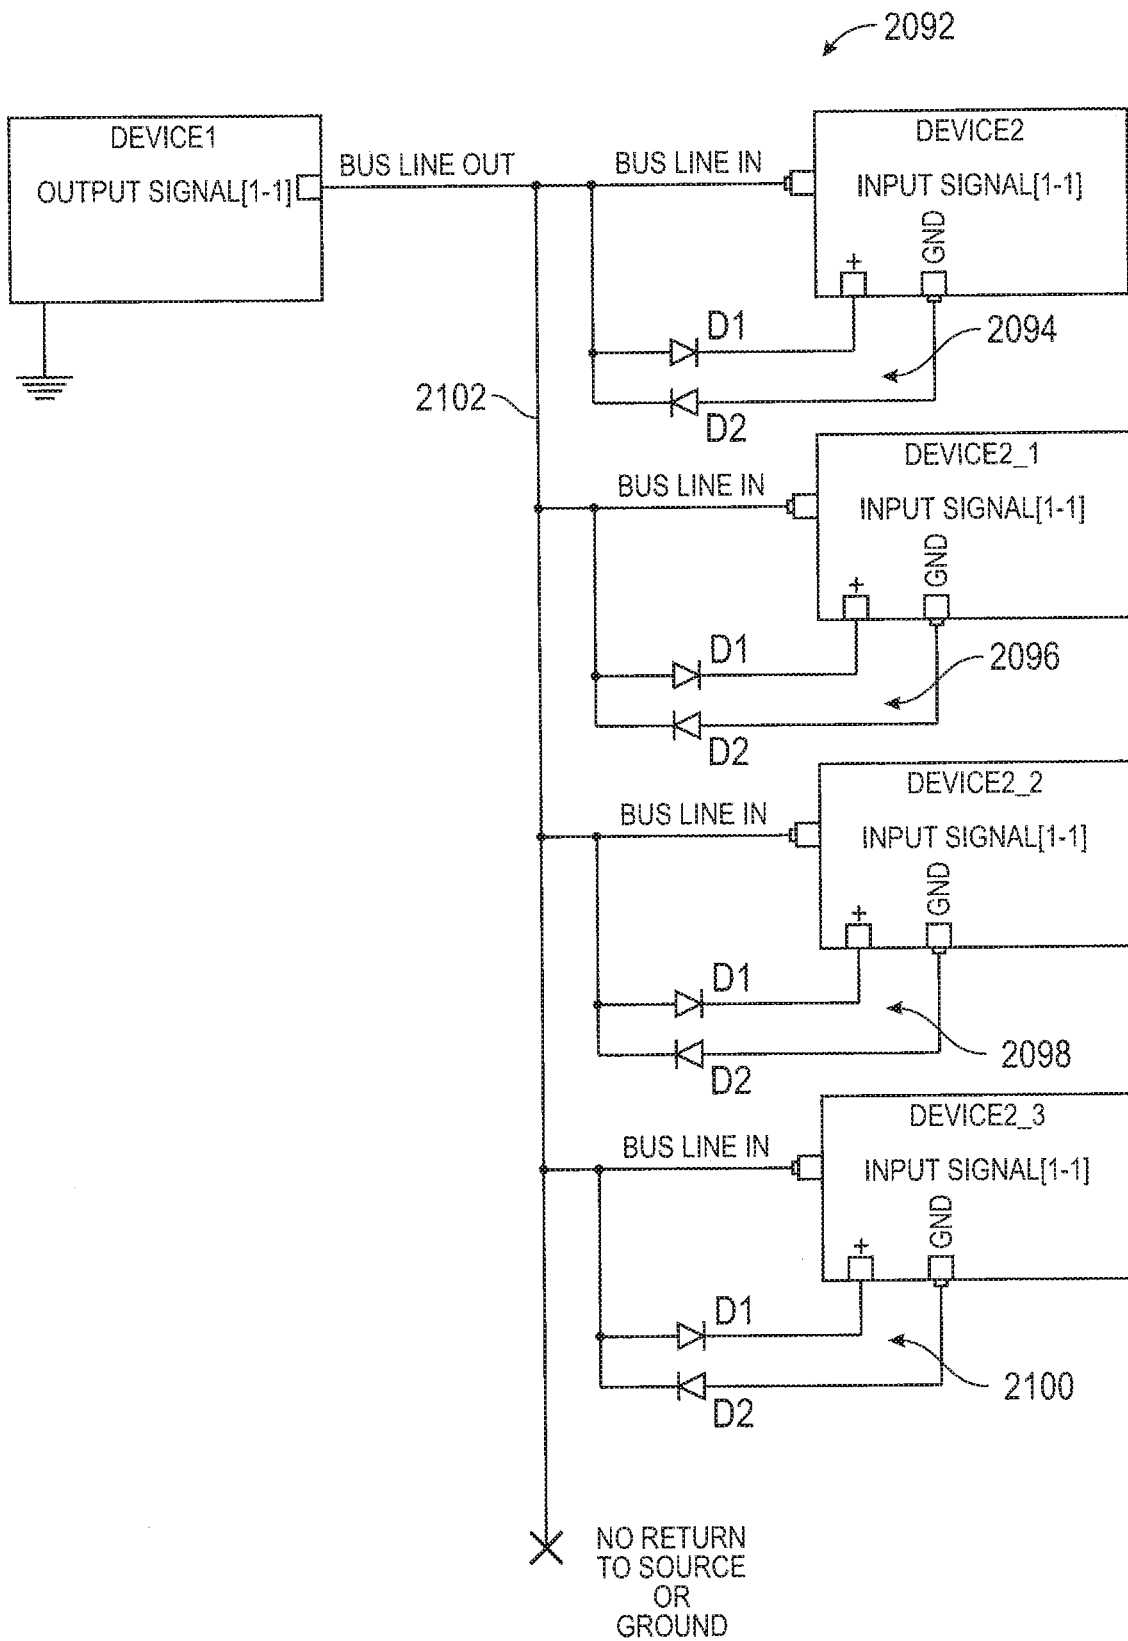 2092
DEVICE1
OUTPUT SIGNAL[1-1]
BUS LINE OUT
BUS LINE IN
DEVICE2
INPUT SIGNAL[1-1]
+
GND
D1
D2
2094
2102
BUS LINE IN
DEVICE2_1
INPUT SIGNAL[1-1]
+
GND
D1
D2
2096
BUS LINE IN
DEVICE2_2
INPUT SIGNAL[1-1]
+
GND
D1
D2
2098
BUS LINE IN
DEVICE2_3
INPUT SIGNAL[1-1]
+
GND
D1
D2
2100
NO RETURN
TO SOURCE
OR
GROUND